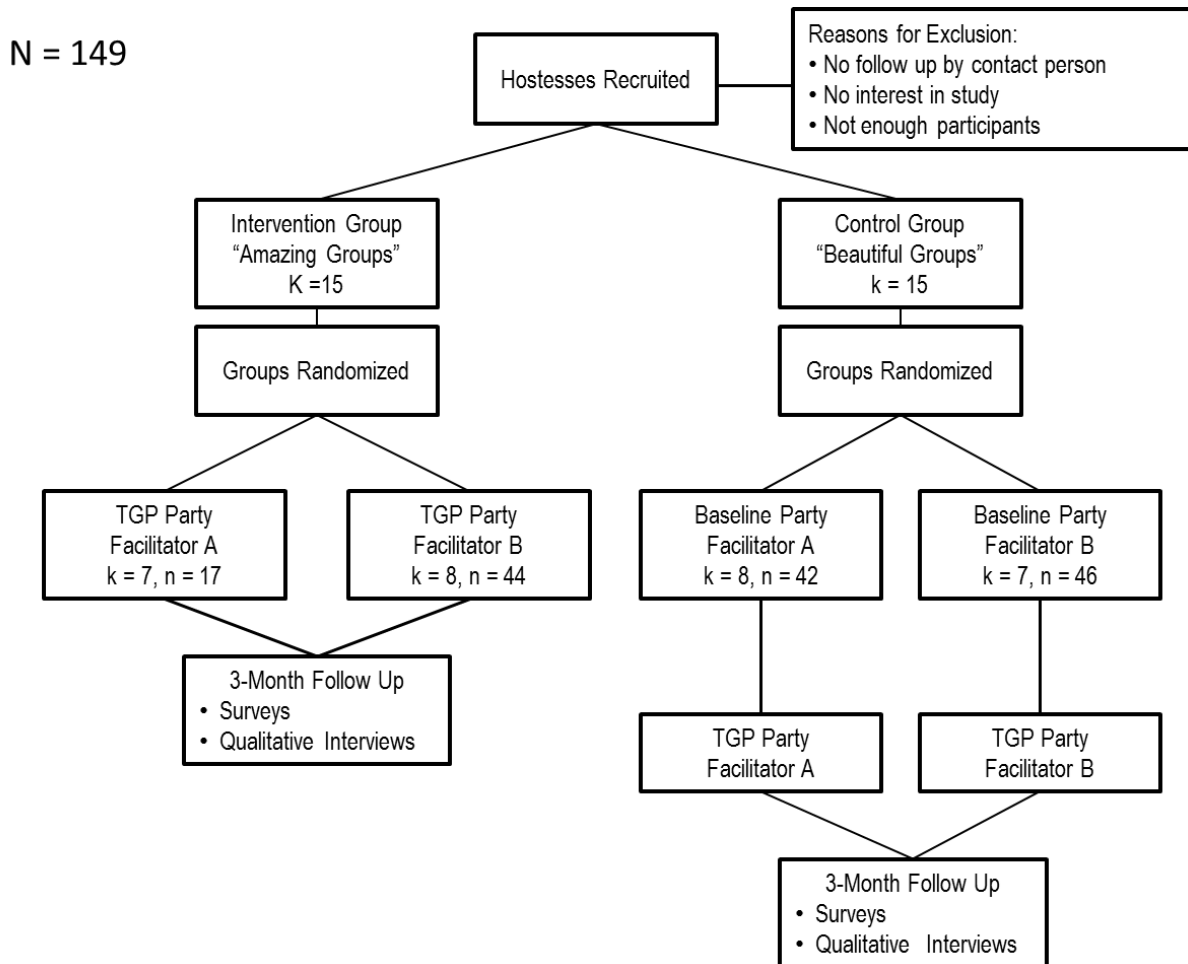 N = 149
Hostesses Recruited
Reasons for Exclusion:
• No follow up by contact person
• No interest in study
• Not enough participants
Intervention Group
“Amazing Groups”
K =15
Control Group
“Beautiful Groups”
k = 15
Groups Randomized
Groups Randomized
TGP Party
Facilitator A
k = 7, n = 17
TGP Party
Facilitator B
k = 8, n = 44
Baseline Party
Facilitator A
k = 8, n = 42
Baseline Party
Facilitator B
k = 7, n = 46
3-Month Follow Up
• Surveys
• Qualitative Interviews
TGP Party
Facilitator A
TGP Party
Facilitator B
3-Month Follow Up
• Surveys
• Qualitative Interviews